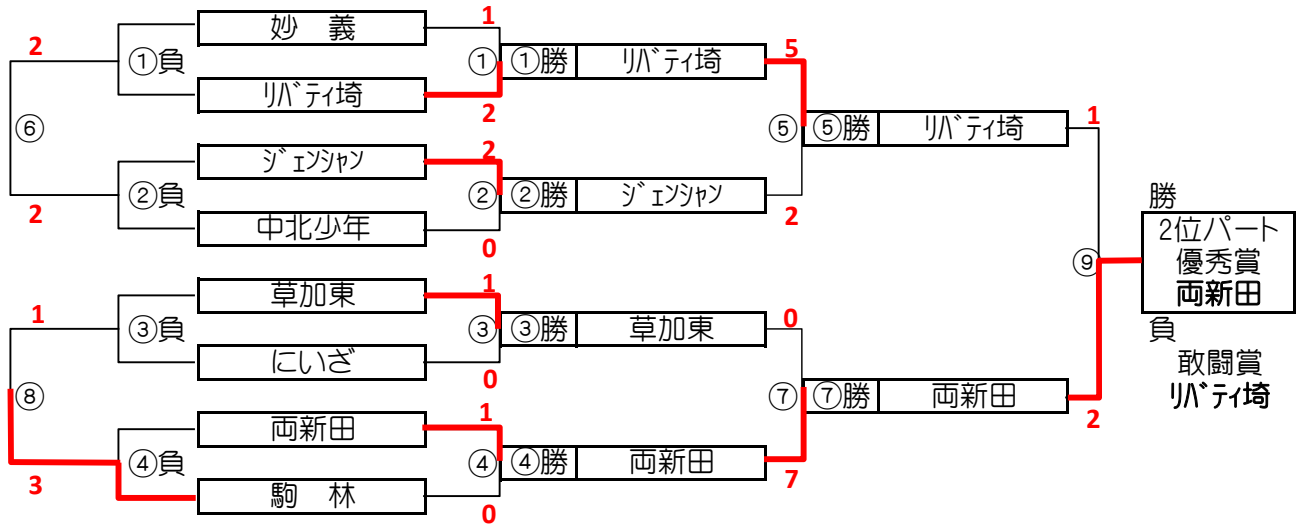 妙　義
1
2
①負
①
①勝
リバティ埼
5
リバティ埼
2
⑥
⑤
⑤勝
リバティ埼
1
ジェンシャン
2
②負
②
②勝
ジェンシャン
2
中北少年
0
2
勝
2位パート
優秀賞
両新田
⑨
草加東
1
1
③負
③
③勝
草加東
0
にいざ
0
負
敢闘賞
リバティ埼
⑧
⑦
⑦勝
両新田
2
両新田
1
④負
④
④勝
両新田
7
3
駒　林
0